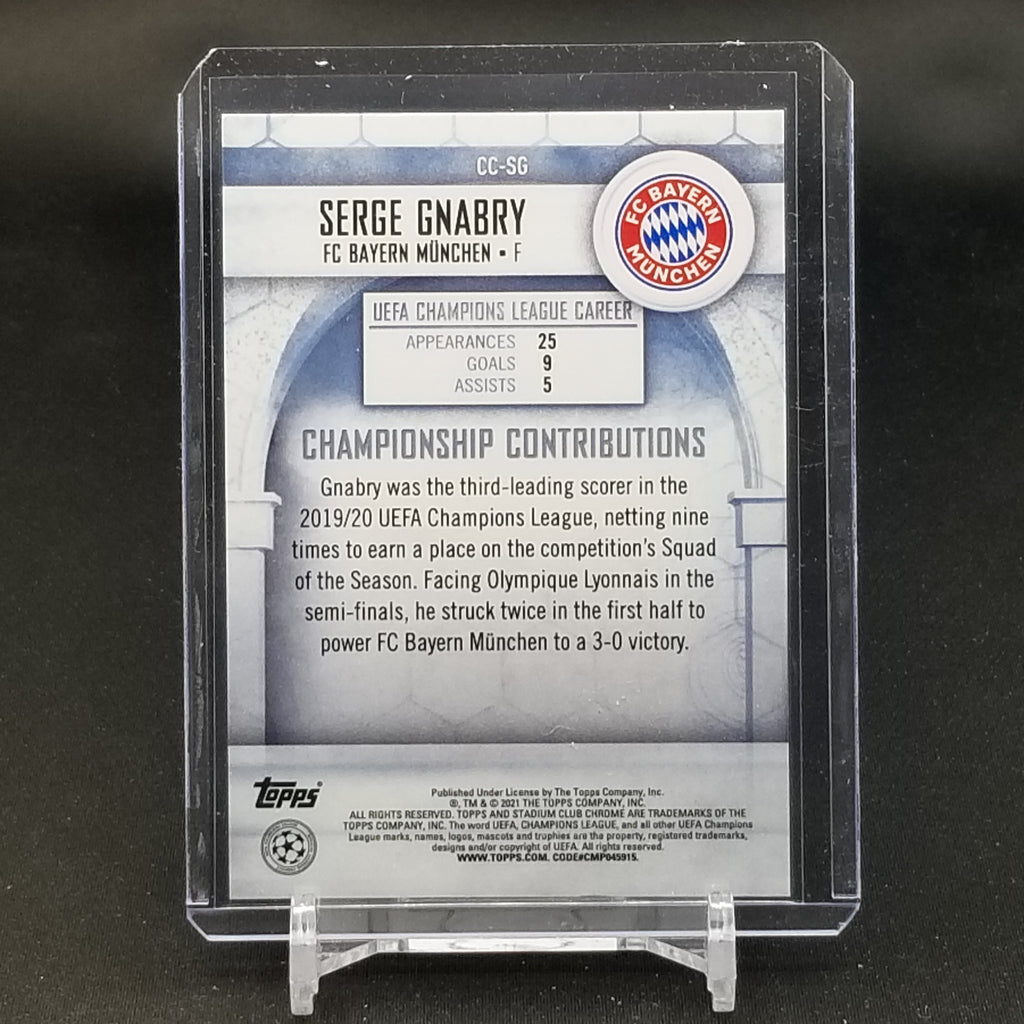 CC-SG
SERGE GNABRY
FC BAYERN MÜNCHEN • F
FC BAYERN
MÜNCHEN
UEFA CHAMPIONS LEAGUE CAREER
APPEARANCES 25
GOALS 9
ASSISTS 5
CHAMPIONSHIP CONTRIBUTIONS
Gnabry was the third-leading scorer in the
2019/20 UEFA Champions League, netting nine
times to earn a place on the competition's Squad
of the Season. Facing Olympique Lyonnais in the
semi-finals, he struck twice in the first half to
power FC Bayern München to a 3-0 victory.
Topps®
Published Under License by The Topps Company, Inc.
®, TM & © 2021 THE TOPPS COMPANY, INC.
ALL RIGHTS RESERVED. TOPPS AND STADIUM CLUB CHROME ARE TRADEMARKS OF THE
TOPPS COMPANY, INC. The word UEFA, CHAMPIONS LEAGUE, and all other UEFA Champions
League marks, names, logos, mascots and trophies are the property, registered trademarks,
designs and/or copyright of UEFA. All rights reserved.
WWW.TOPPS.COM. CODE#CMP045915.